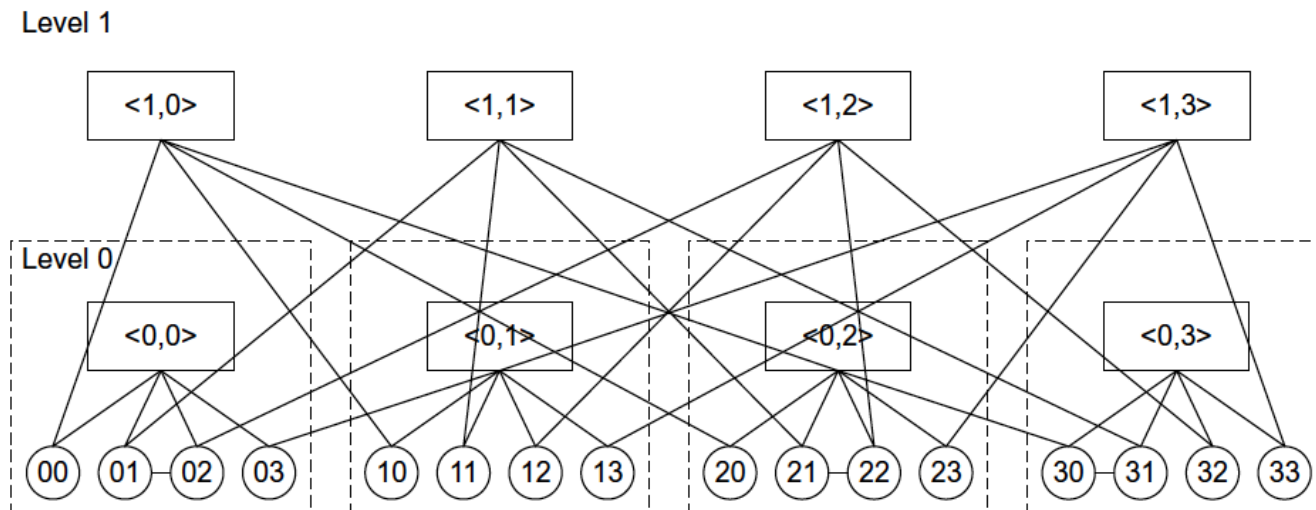 Level 1
<1,0> <1,1> <1,2> <1,3>
Level 0
<0,0> <0,1> <0,2> <0,3>
00 01 02 03 10 11 12 13 20 21 22 23 30 31 32 33